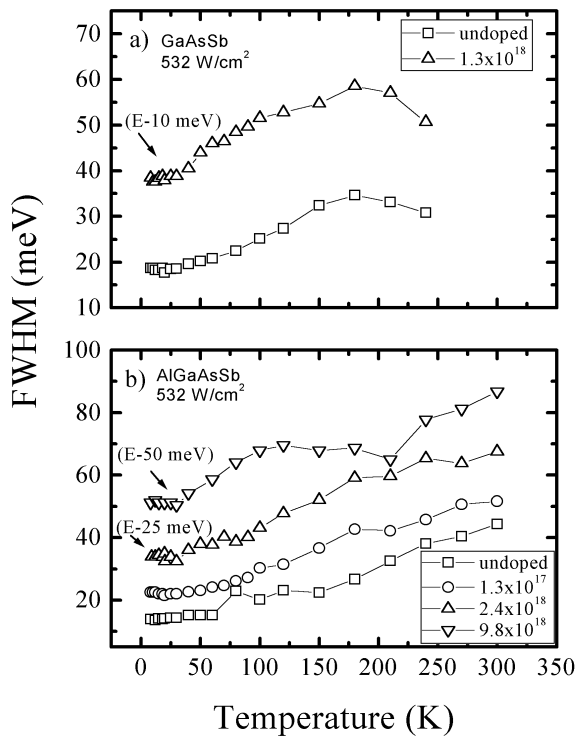 FWHM (meV)
a) GaAsSb
532 W/cm²
undoped
1.3x10¹⁸
(E-10 meV)
70
60
50
40
30
20
10
b) AlGaAsSb
532 W/cm²
(E-50 meV)
(E-25 meV)
undoped
1.3x10¹⁷
2.4x10¹⁸
9.8x10¹⁸
100
80
60
40
20
0 50 100 150 200 250 300 350
Temperature (K)